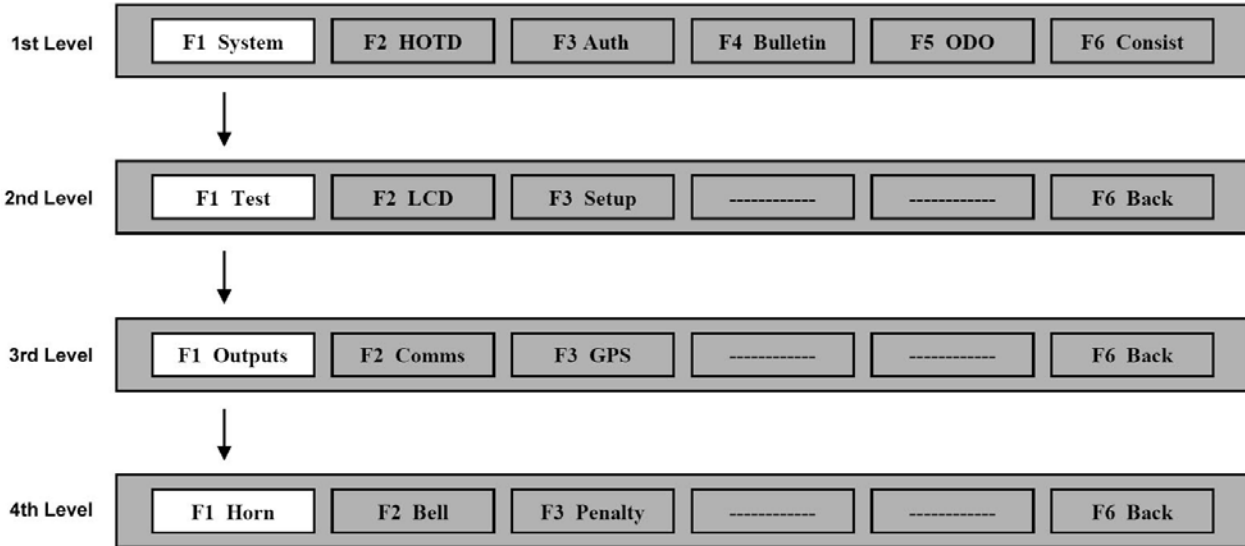 1st Level F1 System F2 HOTD F3 Auth F4 Bulletin F5 ODO F6 Consist
2nd Level F1 Test F2 LCD F3 Setup ------------ ------------ F6 Back
3rd Level F1 Outputs F2 Comms F3 GPS ------------ ------------ F6 Back
4th Level F1 Horn F2 Bell F3 Penalty ------------ ------------ F6 Back